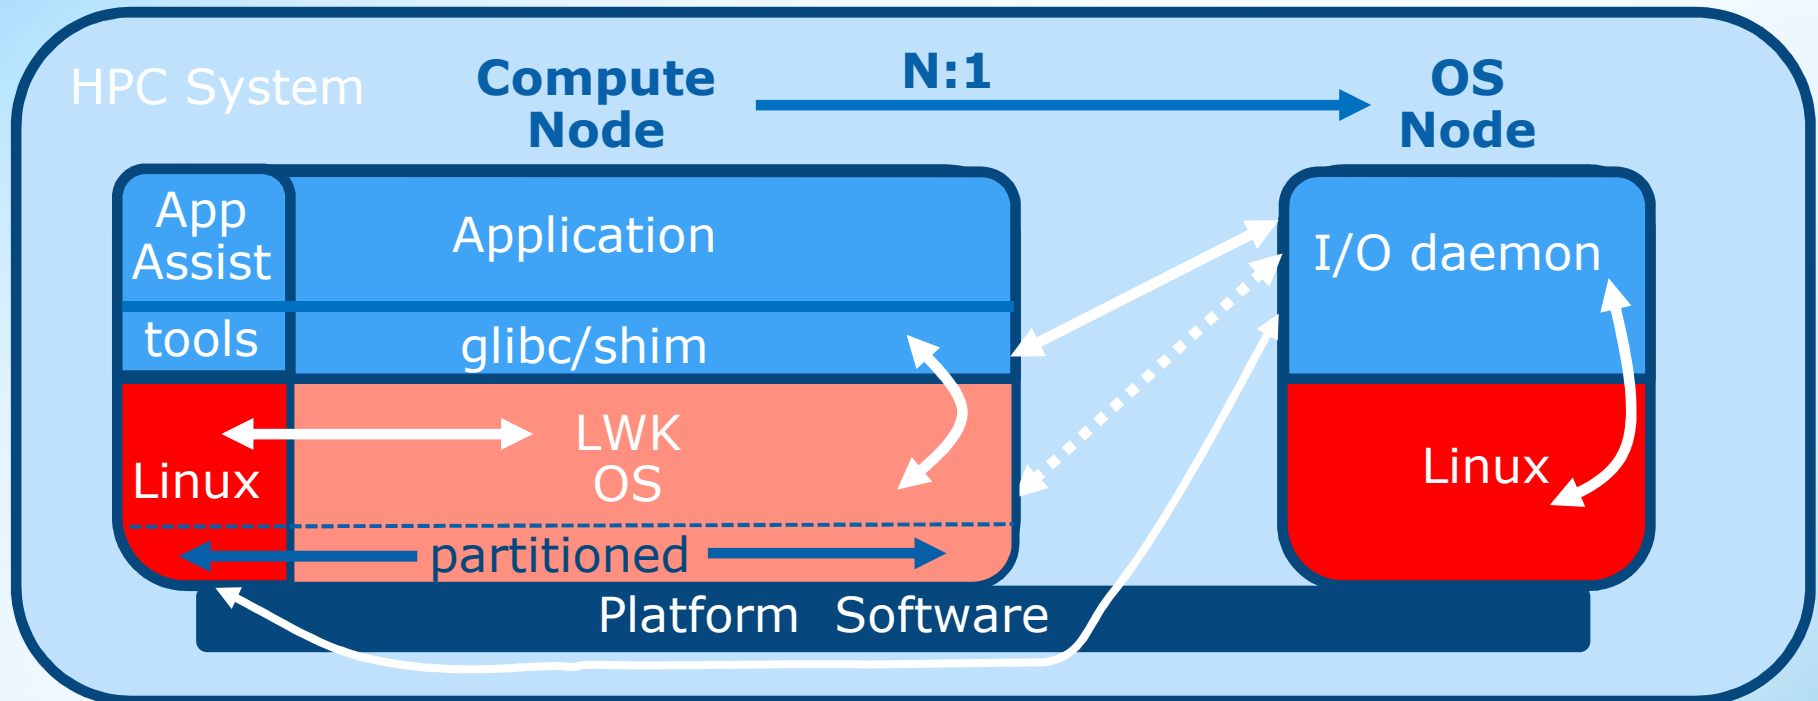 HPC System
Compute
Node
N:1
OS
Node
App
Assist
Application
I/O daemon
tools
glibc/shim
Linux
LWK
OS
Linux
partitioned
Platform Software